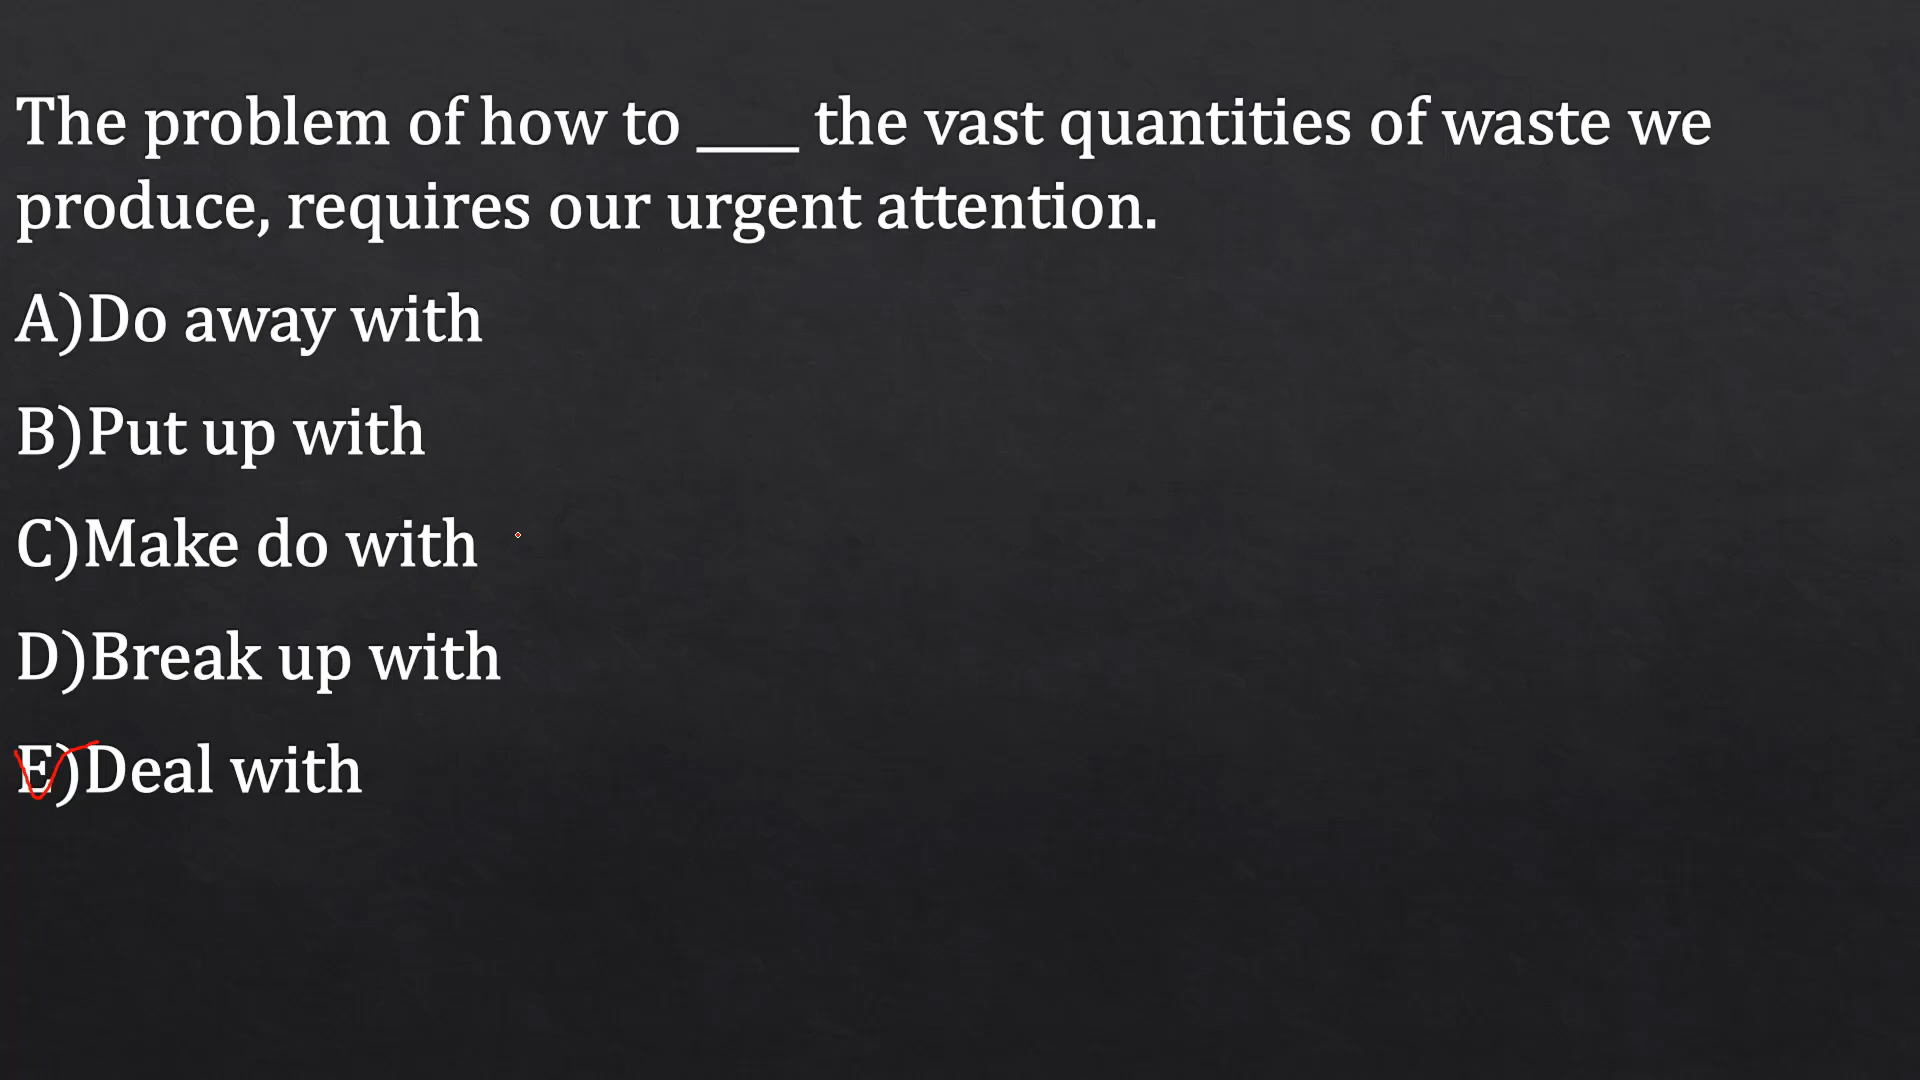 The problem of how to ____ the vast quantities of waste we
produce, requires our urgent attention.
A)Do away with
B)Put up with
C)Make do with
D)Break up with
E)Deal with